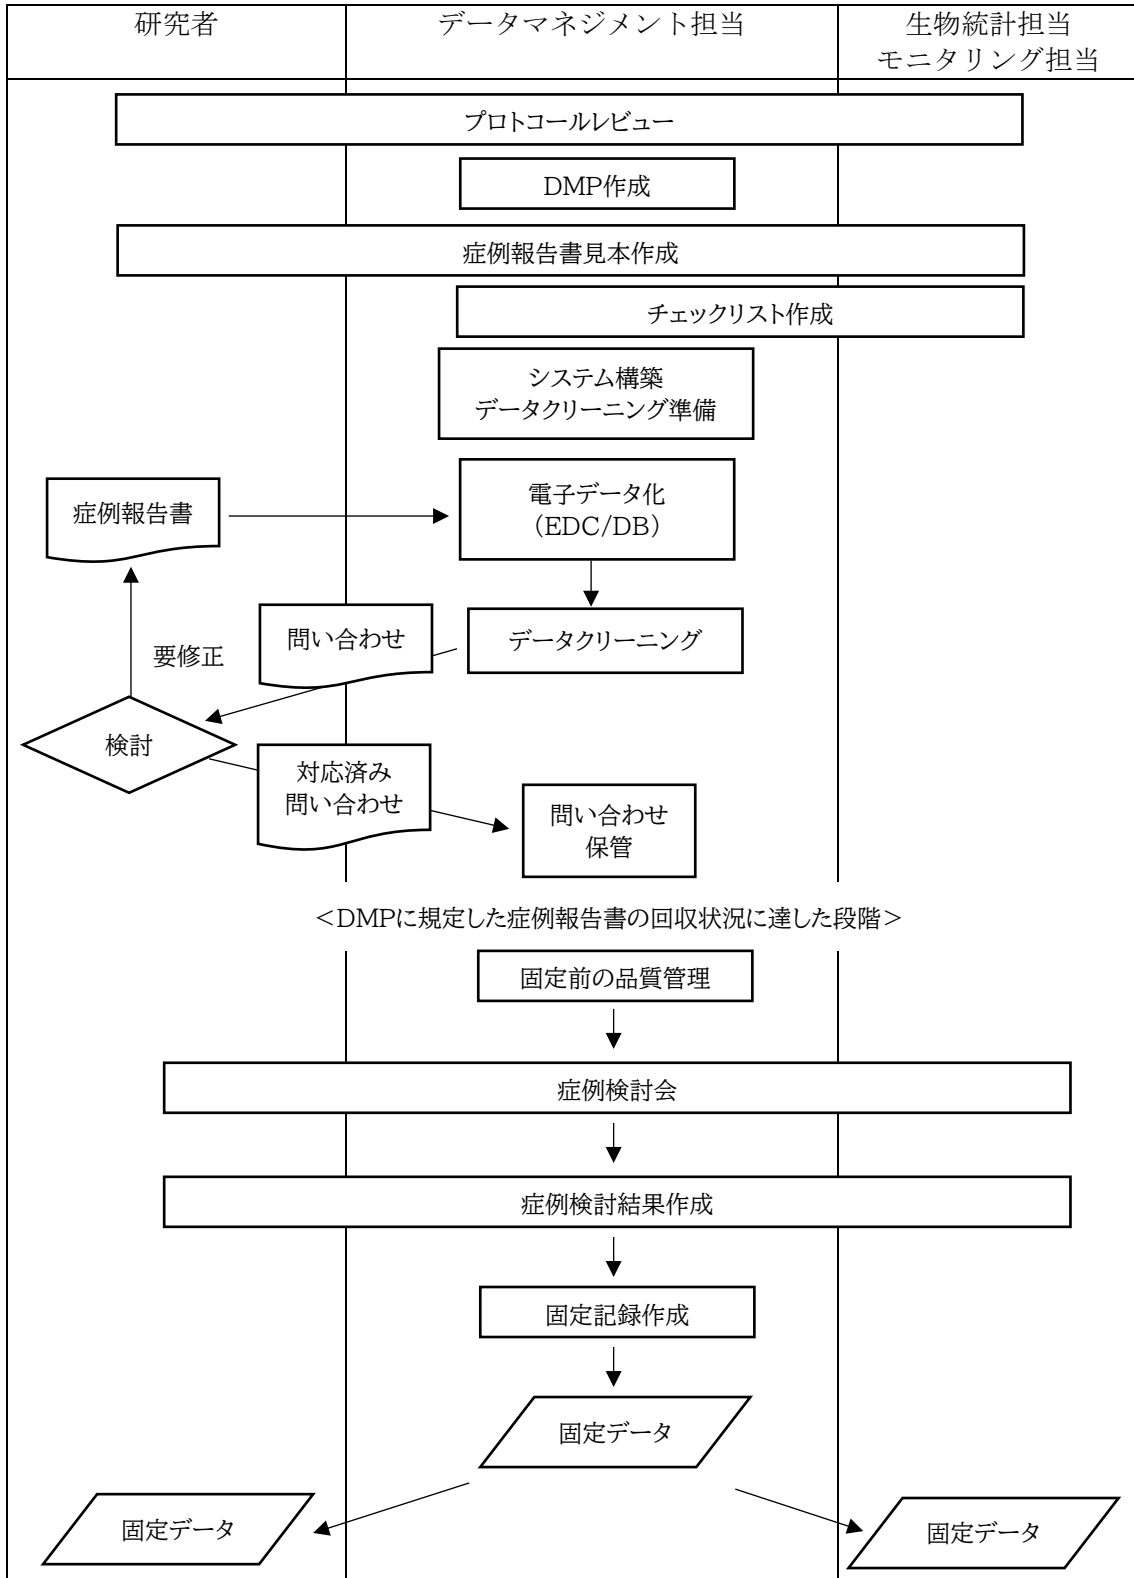 研究者
データマネジメント担当
生物統計担当
モニタリング担当
プロトコールレビュー
DMP作成
症例報告書見本作成
チェックリスト作成
システム構築
データクリーニング準備
症例報告書
電子データ化
（EDC/DB）
問い合わせ
データクリーニング
要修正
検討
対応済み
問い合わせ
問い合わせ
保管
＜DMPに規定した症例報告書の回収状況に達した段階＞
固定前の品質管理
症例検討会
症例検討結果作成
固定記録作成
固定データ
固定データ
固定データ